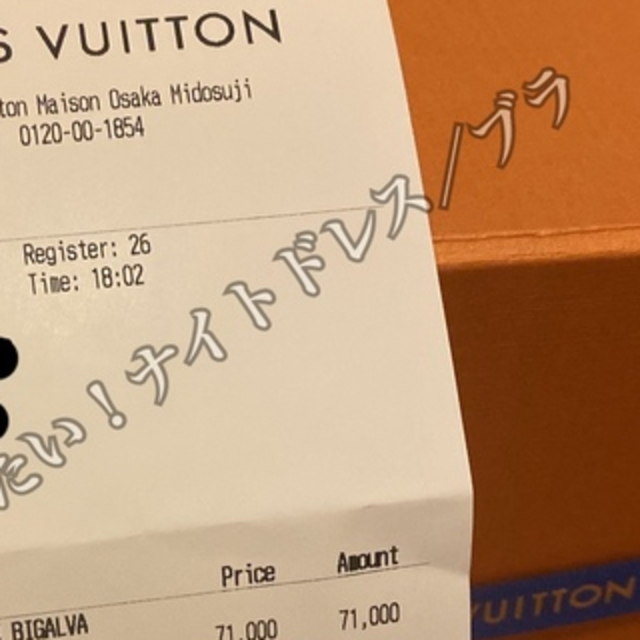 S VUITTON
ton Maison Osaka Midosuji
0120-00-1854
Register: 26
Time: 18:02
たい！ナイトドレス/ブラ
Price Amount
BIGALVA 71,000 71,000
VUITTON